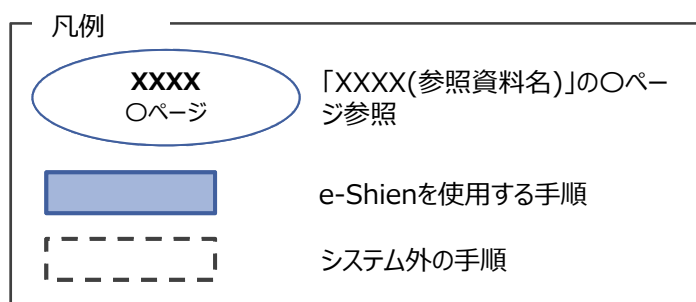 凡例
XXXX
〇ページ
「XXXX(参照資料名)」の〇ペー
ジ参照
e-Shienを使用する手順
システム外の手順